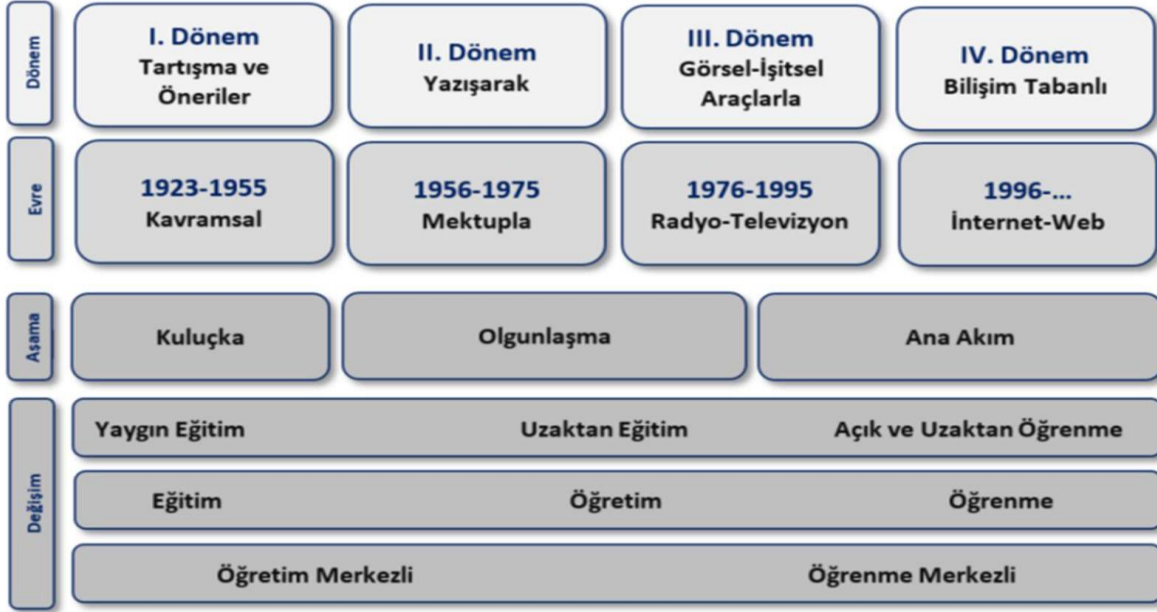 Dönem
I. Dönem
Tartışma ve
Öneriler
II. Dönem
Yazışarak
III. Dönem
Görsel-İşitsel
Araçlarla
IV. Dönem
Bilişim Tabanlı
Evre
1923-1955
Kavramsal
1956-1975
Mektupla
1976-1995
Radyo-Televizyon
1996-...
İnternet-Web
Aşama
Kuluçka
Olgunlaşma
Ana Akım
Değişim
Yaygın Eğitim
Uzaktan Eğitim
Açık ve Uzaktan Öğrenme
Eğitim
Öğretim
Öğrenme
Öğretim Merkezli
Öğrenme Merkezli